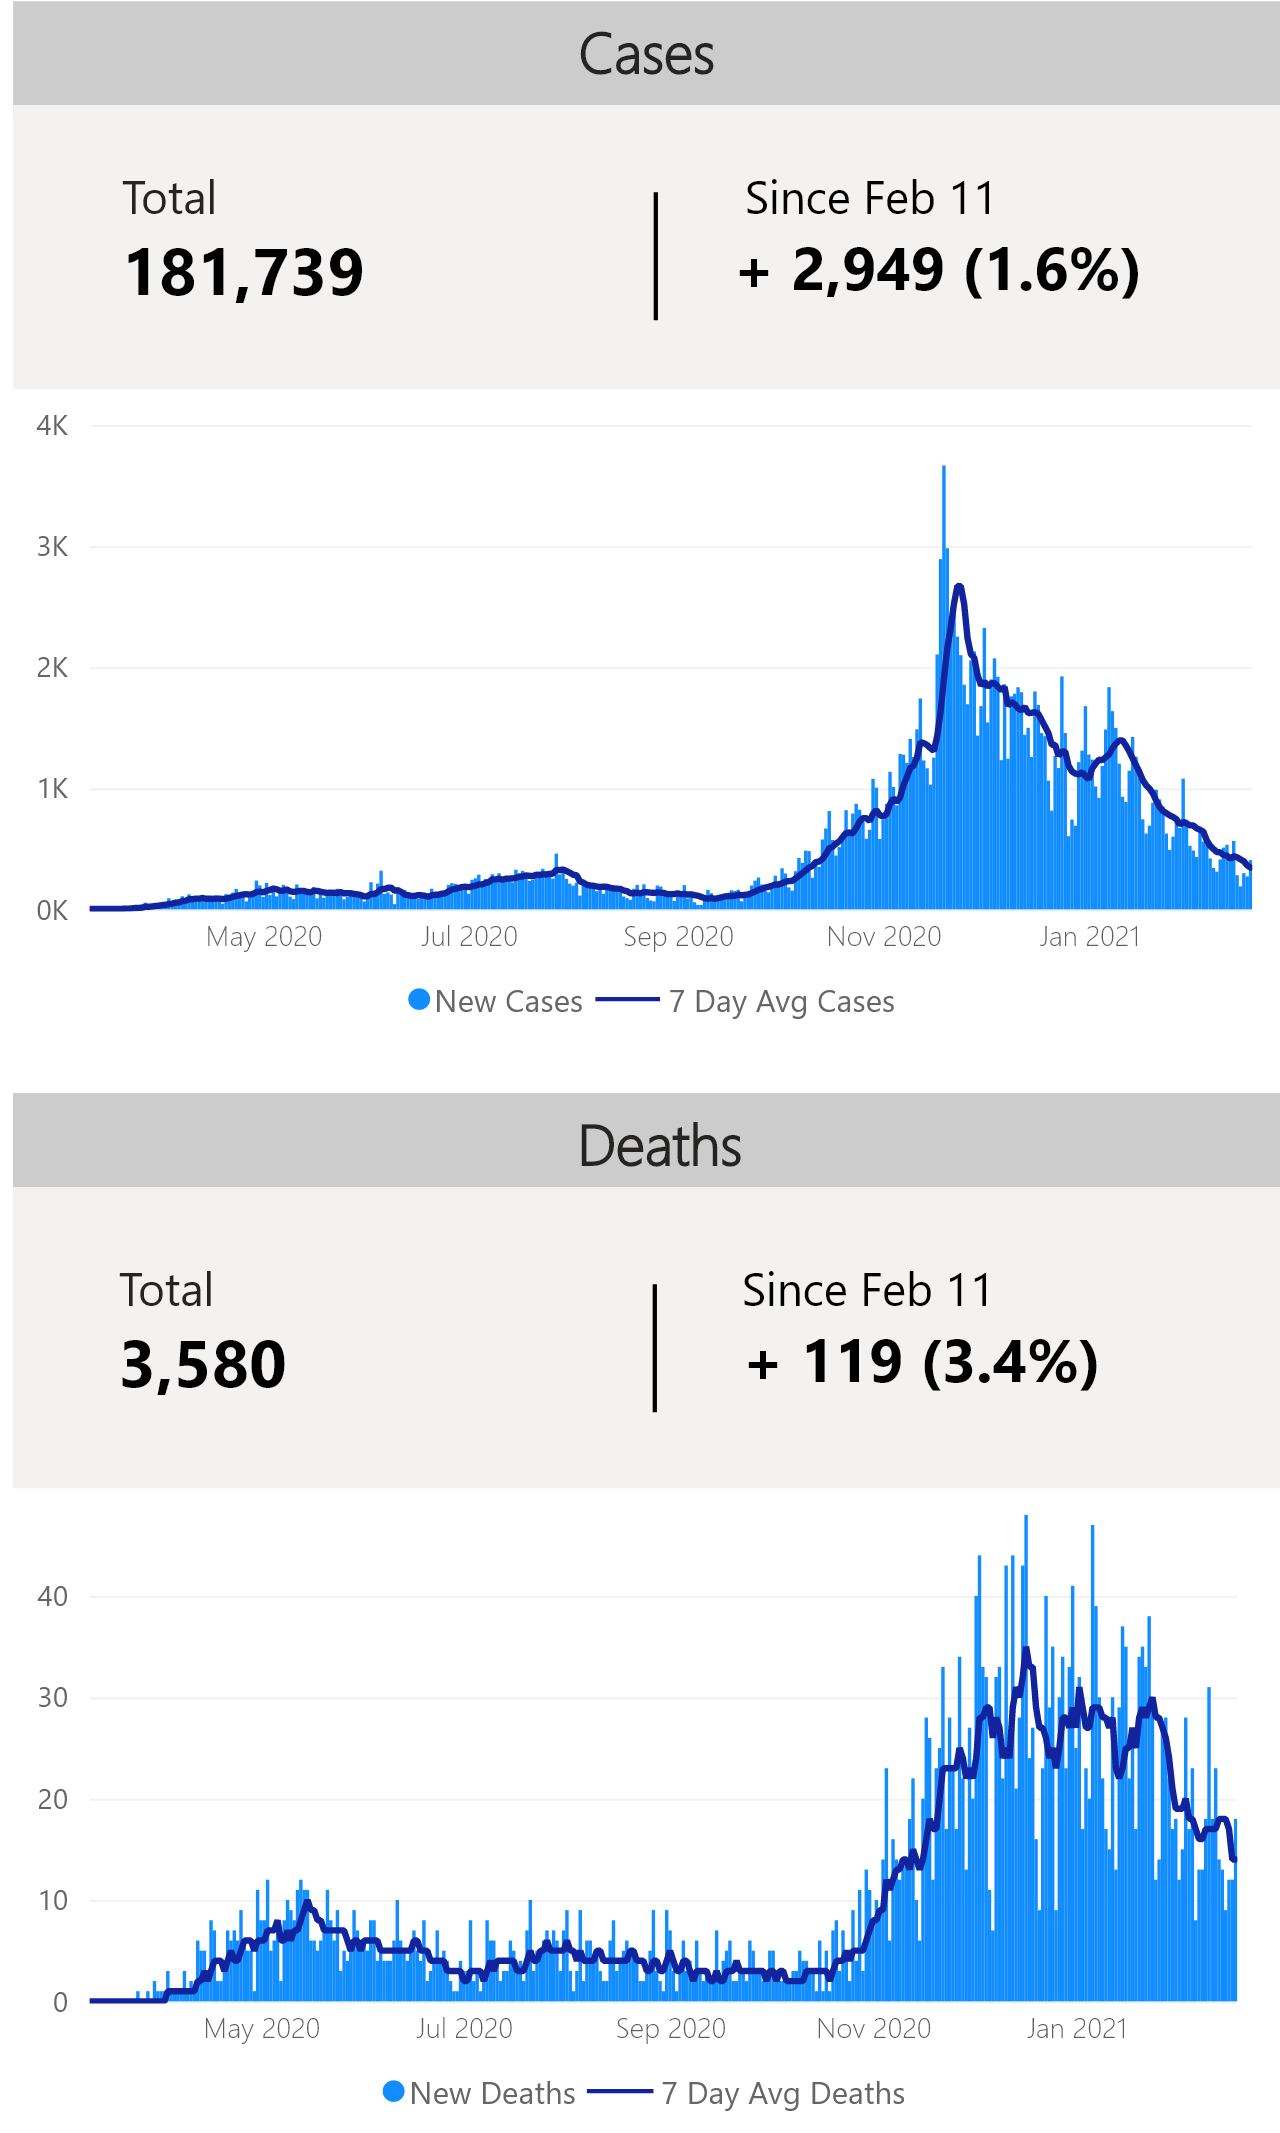 Cases
Total
Since Feb 11
181,739
+ 2,949 (1.6%)
4K
3K
2K
1K
0K
May 2020
Jul 2020
Sep 2020
Nov 2020
Jan 2021
New Cases
7 Day Avg Cases
Deaths
Total
Since Feb 11
3,580
+ 119 (3.4%)
40
30
20
10
0
May 2020
Jul 2020
Sep 2020
Nov 2020
Jan 2021
New Deaths
7 Day Avg Deaths